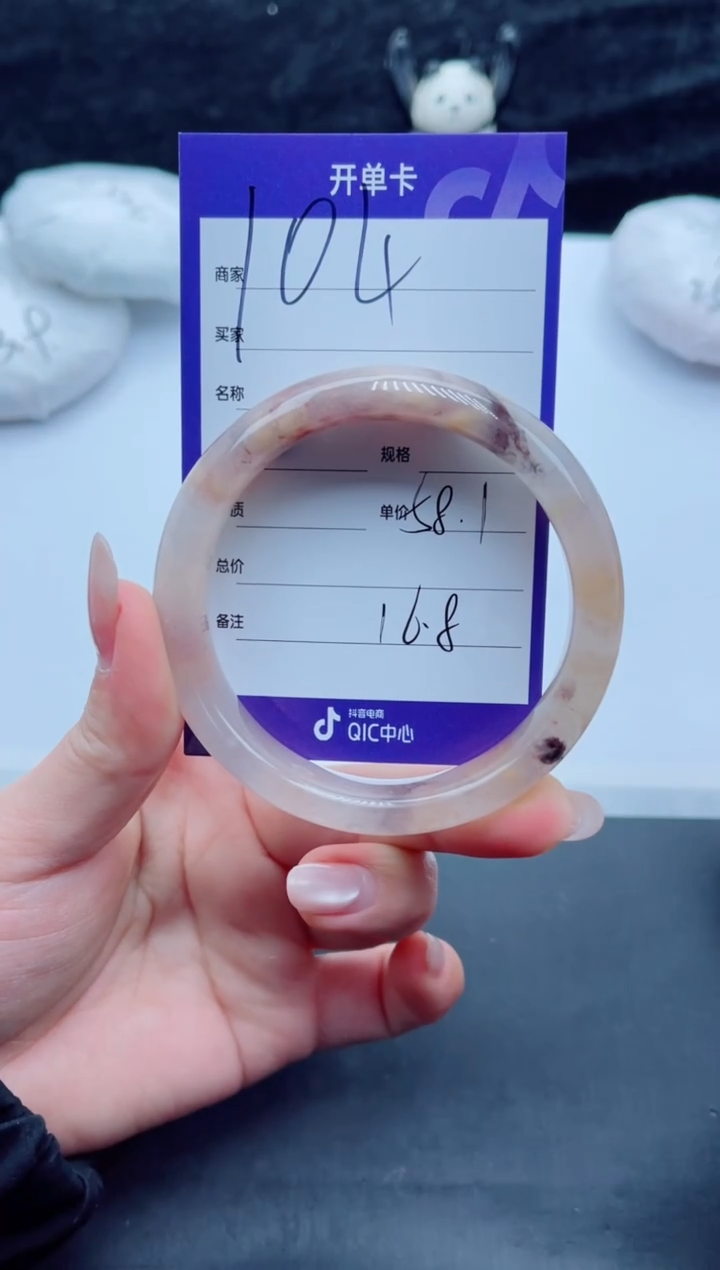 开单卡
104
商家
买家
名称
规格
质
单价 58.1
总价
备注 16.8
抖音电商
QIC中心